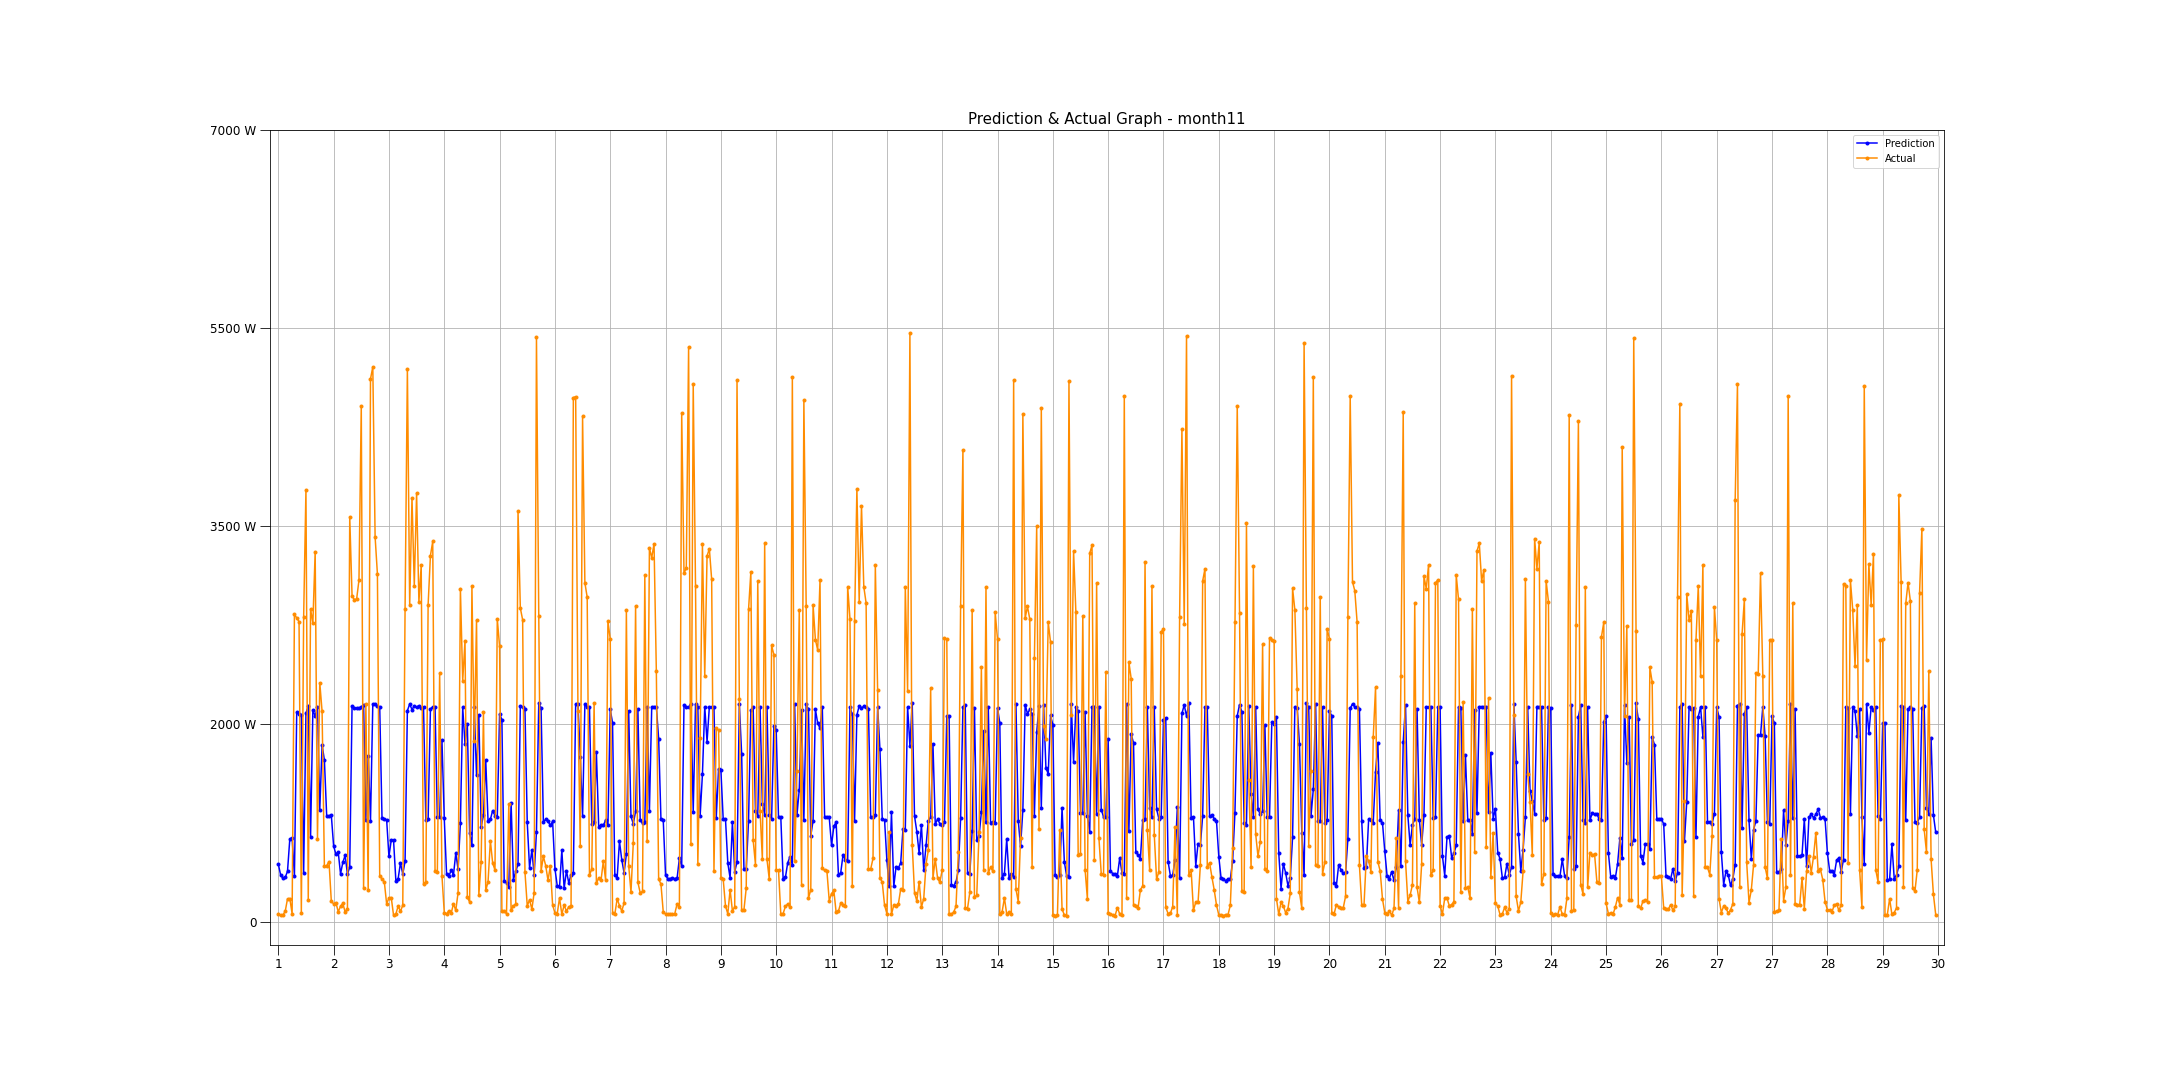 Prediction & Actual Graph - month11
7000 W
5500 W
3500 W
2000 W
0
Prediction
Actual
1 2 3 4 5 6 7 8 9 10 11 12 13 14 15 16 17 18 19 20 21 22 23 24 25 26 27 27 28 29 30